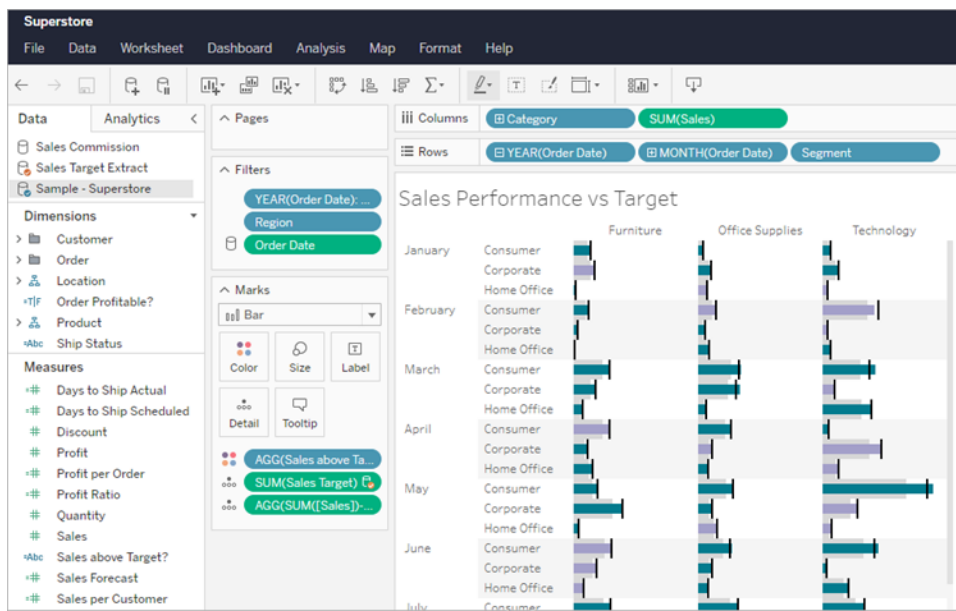 Superstore
File Data Worksheet Dashboard Analysis Map Format Help
Data Analytics
Sales Commission
Sales Target Extract
Sample - Superstore
Dimensions
Customer
Order
Location
T|F Order Profitable?
Product
Abc Ship Status
Measures
Days to Ship Actual
Days to Ship Scheduled
Discount
Profit
Profit per Order
Profit Ratio
Quantity
Sales
Abc Sales above Target?
Sales Forecast
Sales per Customer
Pages
Filters
YEAR(Order Date): ...
Region
Order Date
Marks
Bar
Color Size Label
Detail Tooltip
AGG(Sales above Ta...
SUM(Sales Target)
AGG(SUM([Sales])-...
Columns Category SUM(Sales)
Rows YEAR(Order Date) MONTH(Order Date) Segment
Sales Performance vs Target
Furniture Office Supplies Technology
January Consumer
Corporate
Home Office
February Consumer
Corporate
Home Office
March Consumer
Corporate
Home Office
April Consumer
Corporate
Home Office
May Consumer
Corporate
Home Office
June Consumer
Corporate
Home Office
July Consumer